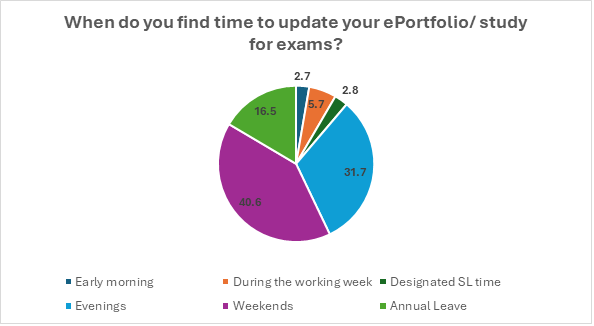 When do you find time to update your ePortfolio/ study
for exams?
2.7
5.7
2.8
31.7
40.6
16.5
Early morning
During the working week
Designated SL time
Evenings
Weekends
Annual Leave